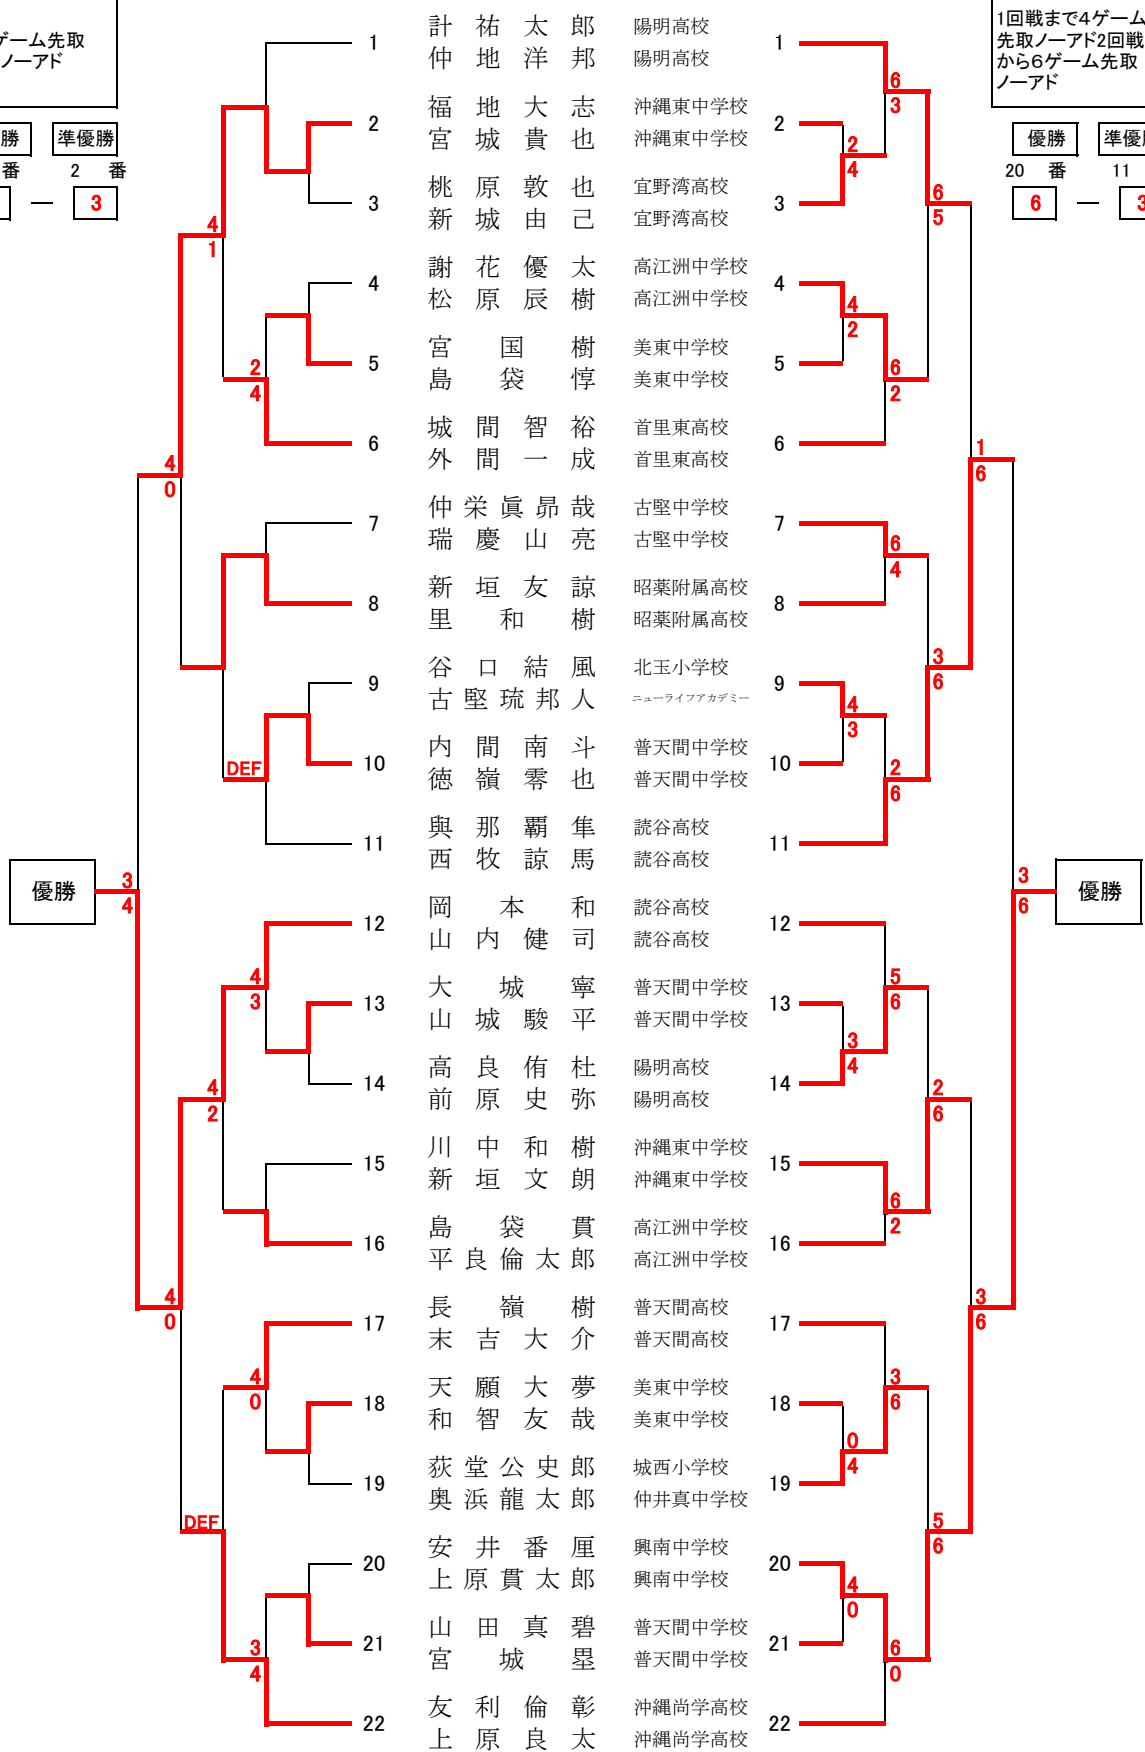 ゲーム先取
ノーアド
1回戦まで4ゲーム
先取ノーアド2回戦
から6ゲーム先取
ノーアド
勝 準優勝
番 2 番
— 3
優勝 準優
20 番 11
6 —
1 計祐太郎 陽明高校 1
仲地洋邦 陽明高校
2 福地大志 沖縄東中学校 2
宮城貴也 沖縄東中学校
3 桃原敦也 宜野湾高校 3
新城由己 宜野湾高校
4 謝花優太 高江洲中学校 4
松原辰樹 高江洲中学校
5 宮国樹 美東中学校 5
島袋惇 美東中学校
6 城間智裕 首里東高校 6
外間一成 首里東高校
7 仲栄眞昴哉 古堅中学校 7
瑞慶山亮 古堅中学校
8 新垣友諒 昭薬附属高校 8
里和樹 昭薬附属高校
9 谷口結風 北玉小学校 9
古堅琉邦人 ニューライフアカデミー
10 内間南斗 普天間中学校 10
徳嶺零也 普天間中学校
11 與那覇隼 読谷高校 11
西牧諒馬 読谷高校
12 岡本和 読谷高校 12
山内健司 読谷高校
13 大城寧 普天間中学校 13
山城駿平 普天間中学校
14 高良侑杜 陽明高校 14
前原史弥 陽明高校
15 川中和樹 沖縄東中学校 15
新垣文朗 沖縄東中学校
16 島袋貫 高江洲中学校 16
平良倫太郎 高江洲中学校
17 長嶺樹 普天間高校 17
末吉大介 普天間高校
18 天願大夢 美東中学校 18
和智友哉 美東中学校
19 荻堂公史郎 城西小学校 19
奥浜龍太郎 仲井真中学校
20 安井番厘 興南中学校 20
上原貫太郎 興南中学校
21 山田真碧 普天間中学校 21
宮城塁 普天間中学校
22 友利倫彰 沖縄尚学高校 22
上原良太 沖縄尚学高校
4
1
2
4
4
0
DEF
優勝
3
4
4
3
4
2
4
0
4
0
DEF
3
4
6
3
2
4
6
5
4
2
6
2
1
6
6
4
3
6
4
3
2
6
3
6
優勝
5
6
3
4
2
6
6
2
3
6
3
6
0
4
5
6
4
0
6
0